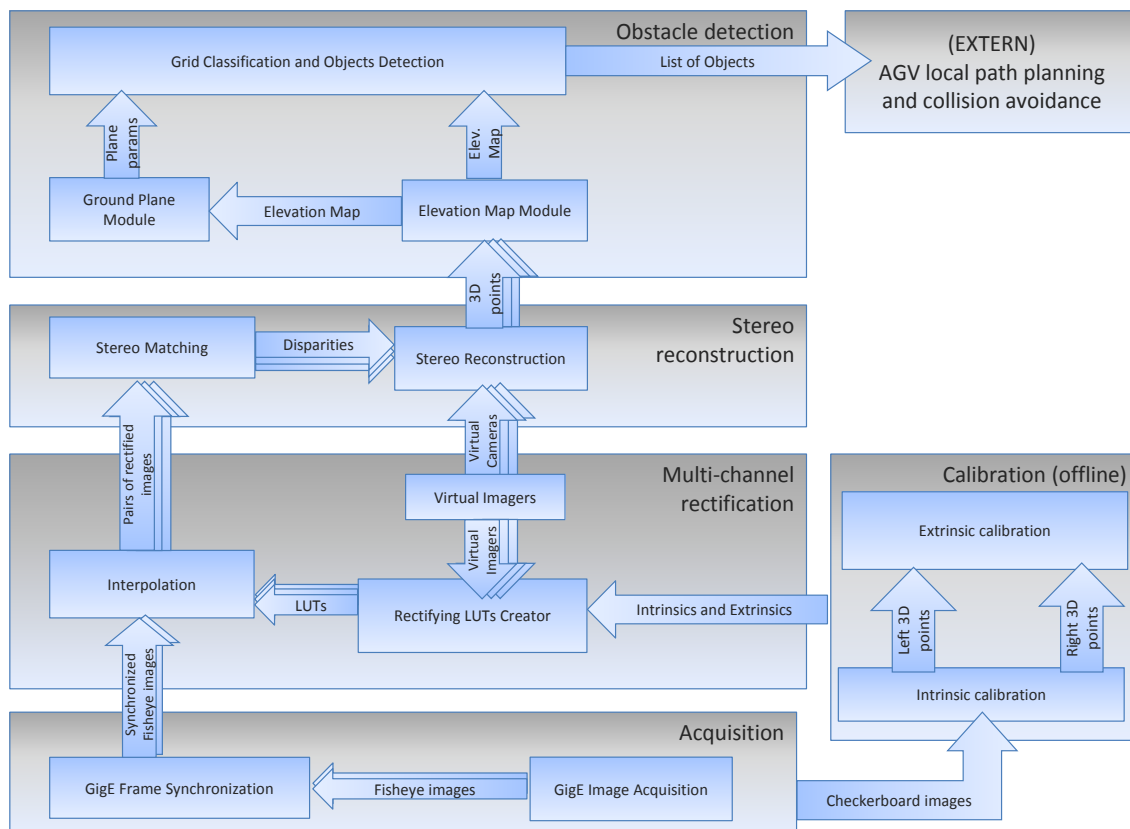 Obstacle detection
Grid Classification and Objects Detection
List of Objects
(EXTERN)
AGV local path planning
and collision avoidance
Plane
params
Elev.
Map
Ground Plane
Module
Elevation Map
Elevation Map Module
3D
points
Stereo
reconstruction
Stereo Matching
Disparities
Stereo Reconstruction
Pairs of rectified
images
Virtual
Cameras
Multi-channel
rectification
Virtual Imagers
Virtual
Imagers
Interpolation
LUTs
Rectifying LUTs Creator
Intrinsics and Extrinsics
Calibration (offline)
Extrinsic calibration
Left 3D
points
Right 3D
points
Intrinsic calibration
Synchronized
Fisheye images
Acquisition
GigE Frame Synchronization
Fisheye images
GigE Image Acquisition
Checkerboard images